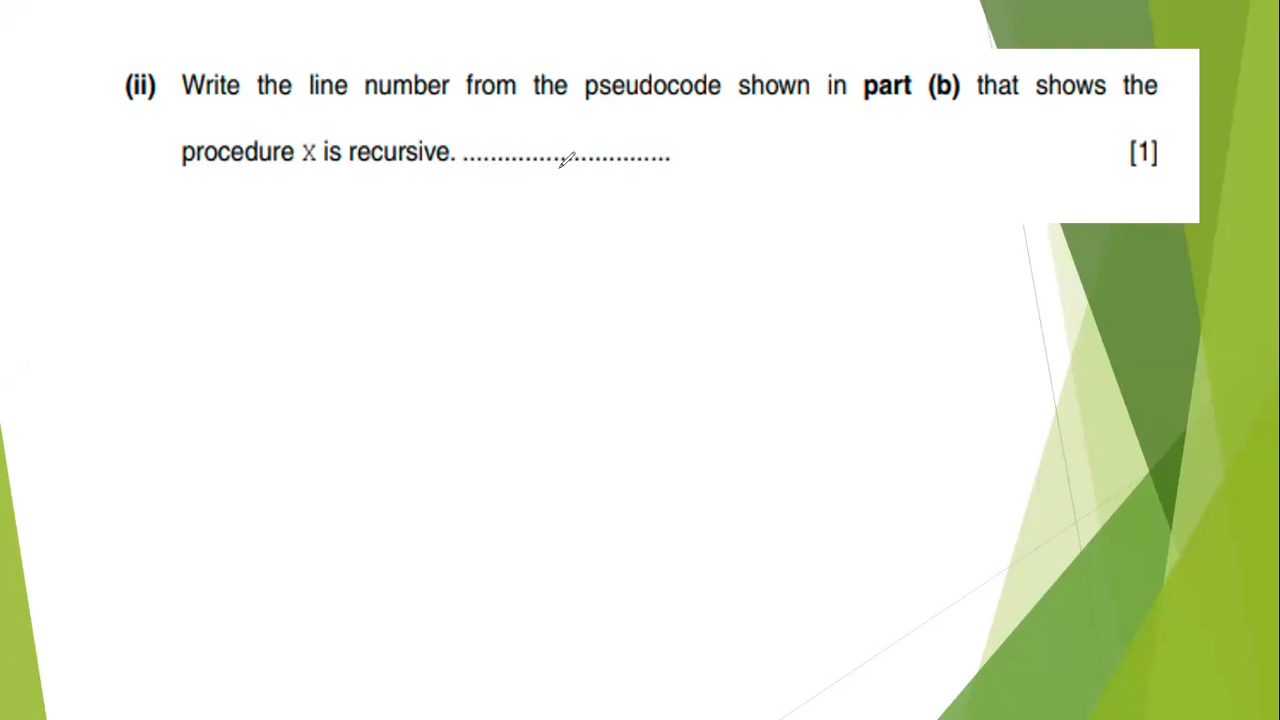 (ii) Write the line number from the pseudocode shown in part (b) that shows the
procedure X is recursive. .............................. [1]